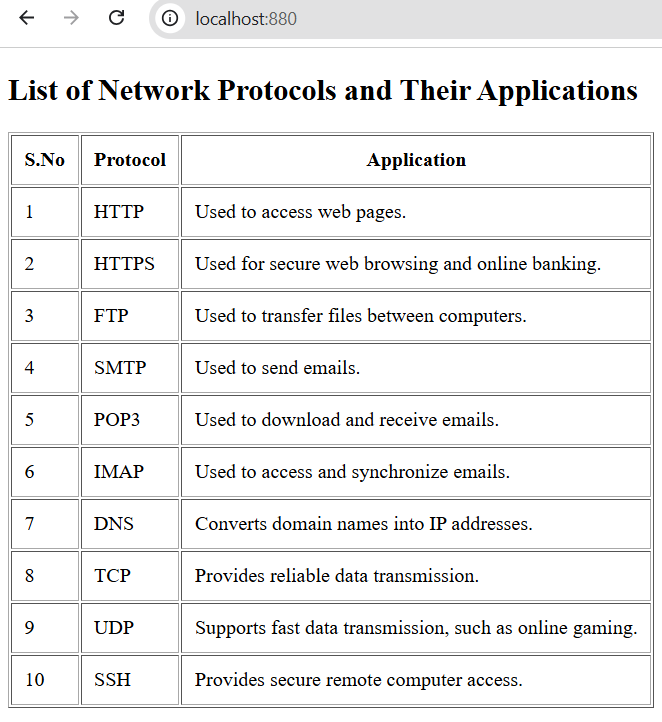 localhost:880
List of Network Protocols and Their Applications
S.No Protocol Application
1 HTTP Used to access web pages.
2 HTTPS Used for secure web browsing and online banking.
3 FTP Used to transfer files between computers.
4 SMTP Used to send emails.
5 POP3 Used to download and receive emails.
6 IMAP Used to access and synchronize emails.
7 DNS Converts domain names into IP addresses.
8 TCP Provides reliable data transmission.
9 UDP Supports fast data transmission, such as online gaming.
10 SSH Provides secure remote computer access.